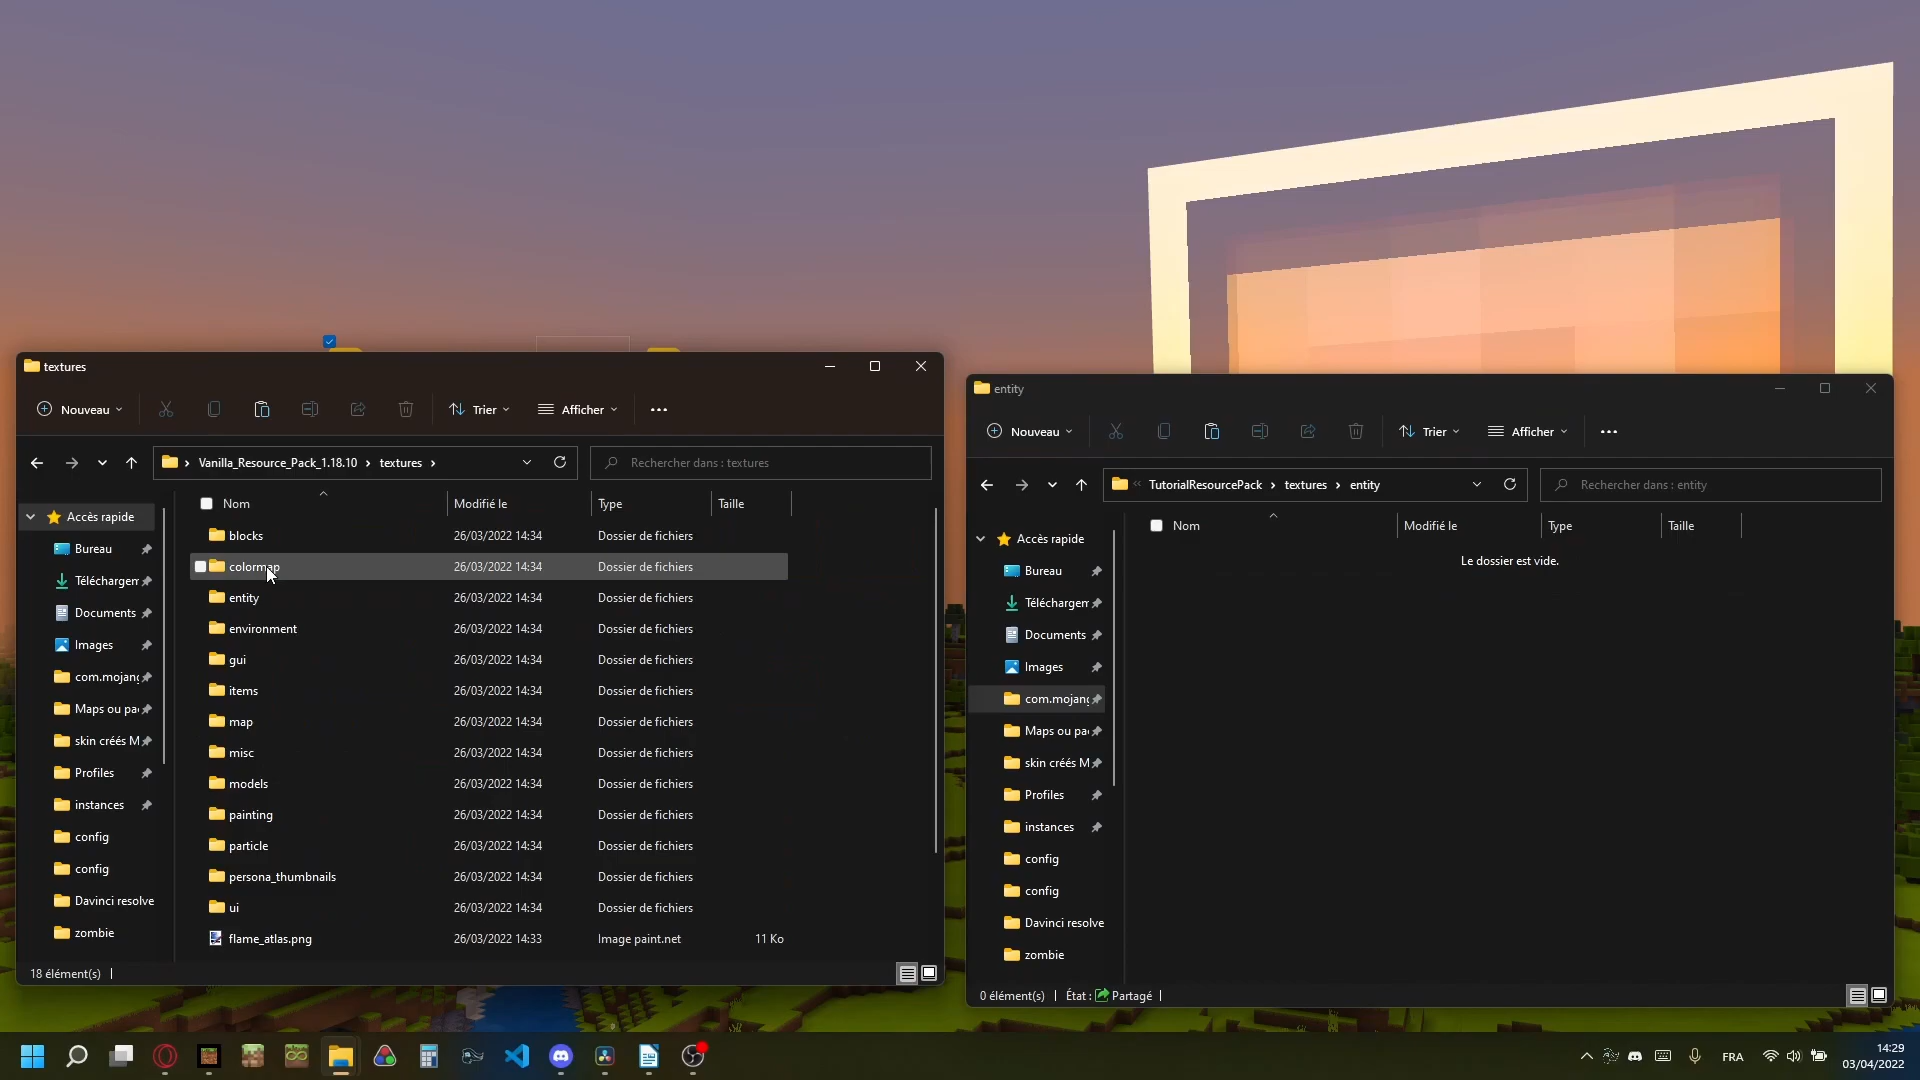 textures
Nouveau
Trier
Afficher
Vanilla_Resource_Pack_1.18.10 textures
Rechercher dans : textures
Nom Modifié le Type Taille
Accès rapide
Bureau
Téléchargem
Documents
Images
com.mojang
Maps ou pa
skin créés M
Profiles
instances
config
config
Davinci resolve
zombie
blocks 26/03/2022 14:34 Dossier de fichiers
colormap 26/03/2022 14:34 Dossier de fichiers
entity 26/03/2022 14:34 Dossier de fichiers
environment 26/03/2022 14:34 Dossier de fichiers
gui 26/03/2022 14:34 Dossier de fichiers
items 26/03/2022 14:34 Dossier de fichiers
map 26/03/2022 14:34 Dossier de fichiers
misc 26/03/2022 14:34 Dossier de fichiers
models 26/03/2022 14:34 Dossier de fichiers
painting 26/03/2022 14:34 Dossier de fichiers
particle 26/03/2022 14:34 Dossier de fichiers
persona_thumbnails 26/03/2022 14:34 Dossier de fichiers
ui 26/03/2022 14:34 Dossier de fichiers
flame_atlas.png 26/03/2022 14:33 Image paint.net 11 Ko
18 élément(s)
entity
Nouveau
Trier
Afficher
TutorialResourcePack textures entity
Rechercher dans : entity
Nom Modifié le Type Taille
Le dossier est vide.
Accès rapide
Bureau
Téléchargem
Documents
Images
com.mojang
Maps ou pa
skin créés M
Profiles
instances
config
config
Davinci resolve
zombie
0 élément(s) État : Partagé
FRA
14:29
03/04/2022